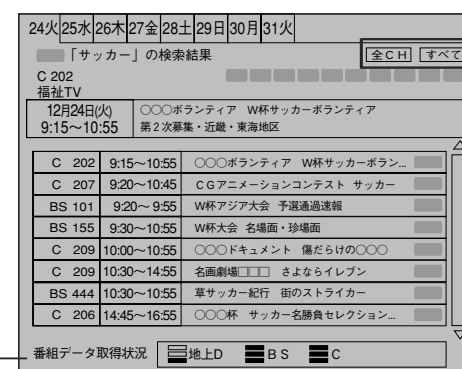 24火 25水 26木 27金 28土 29日 30月 31火
「サッカー」の検索結果 全CH すべて
C 202
福祉TV
12月24日(火) 9:15～10:55
○○○ボランティア W杯サッカーボランティア
第2次募集・近畿・東海地区
C 202 9:15～10:55 ○○○ボランティア W杯サッカーボラン...
C 207 9:20～10:45 CGアニメーションコンテスト サッカー
BS 101 9:20～9:55 W杯アジア大会 予選通過速報
BS 155 9:30～10:55 W杯大会 名場面・珍場面
C 209 10:00～10:55 ○○○ドキュメント 傷だらけの○○○
C 209 10:30～14:55 名画劇場□□□ さよならイレブン
BS 444 10:30～10:55 草サッカー紀行 街のストライカー
C 206 14:45～16:55 ○○○杯 サッカー名勝負セレクション...
番組データ取得状況 地上D BS C